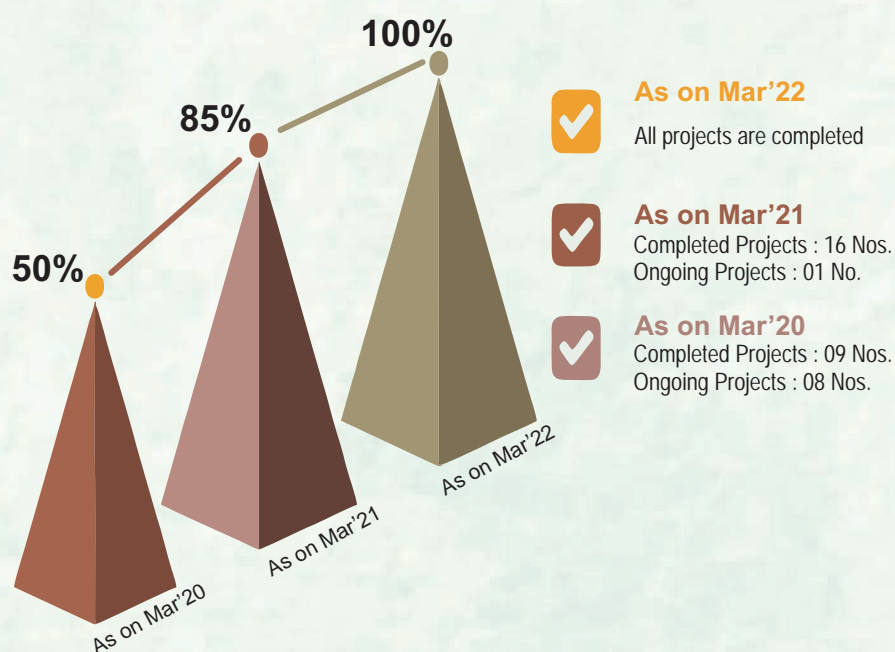 100%
85%
50%
As on Mar'20
As on Mar'21
As on Mar'22
As on Mar’22
All projects are completed
As on Mar’21
Completed Projects : 16 Nos.
Ongoing Projects : 01 No.
As on Mar’20
Completed Projects : 09 Nos.
Ongoing Projects : 08 Nos.